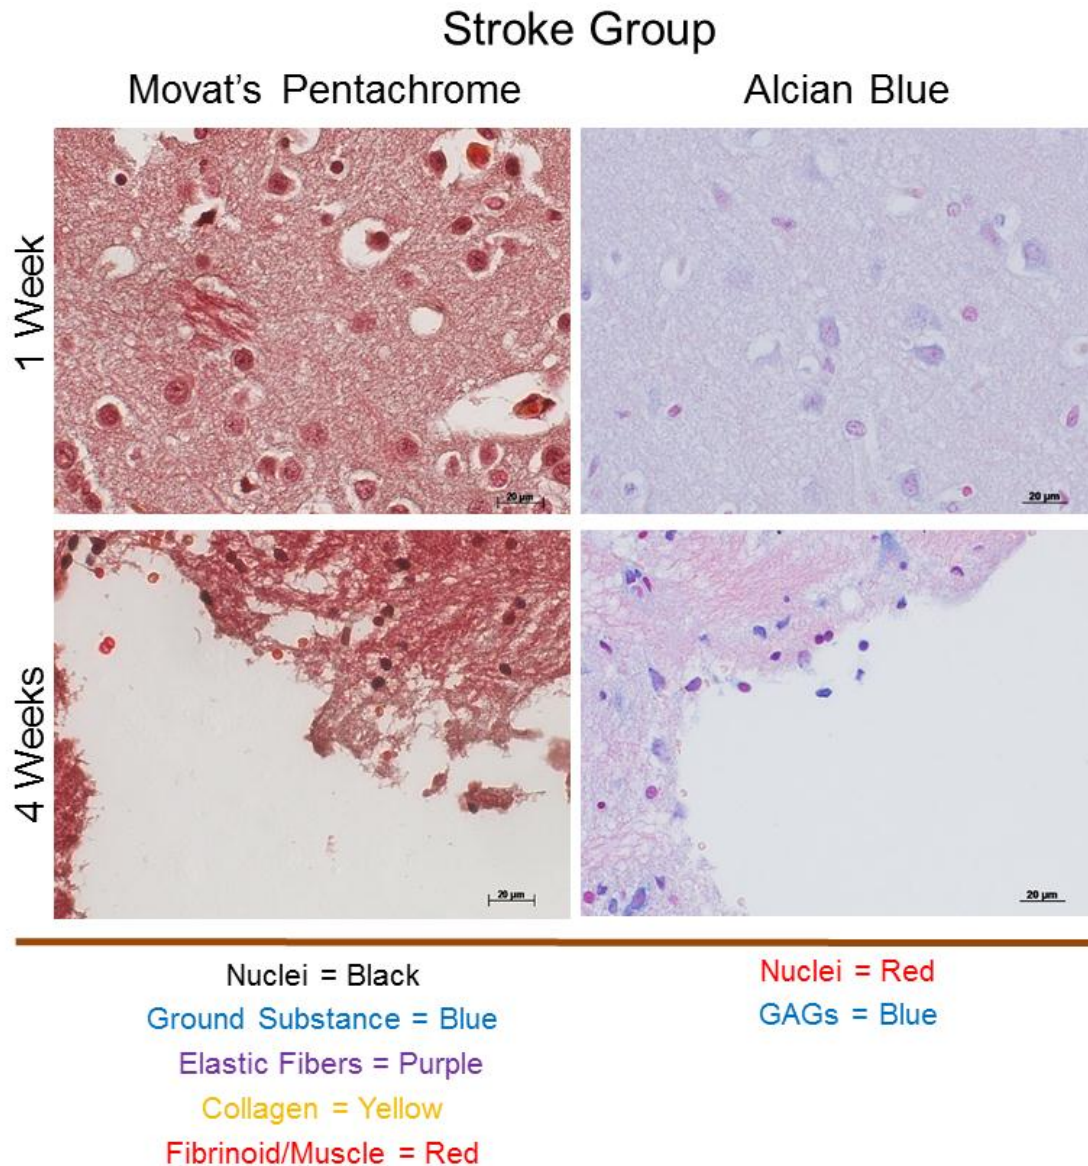 Stroke Group
Movat's Pentachrome
Alcian Blue
1 Week
20 µm
20 µm
4 Weeks
20 µm
20 µm
Nuclei = Black
Ground Substance = Blue
Elastic Fibers = Purple
Collagen = Yellow
Fibrinoid/Muscle = Red
Nuclei = Red
GAGs = Blue